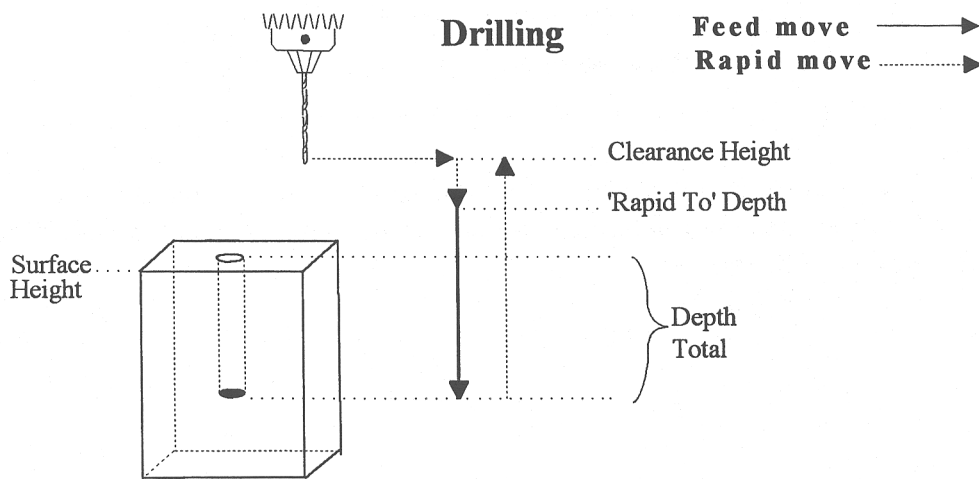 Drilling
Feed move
Rapid move
Clearance Height
'Rapid To' Depth
Surface
Height
Depth
Total